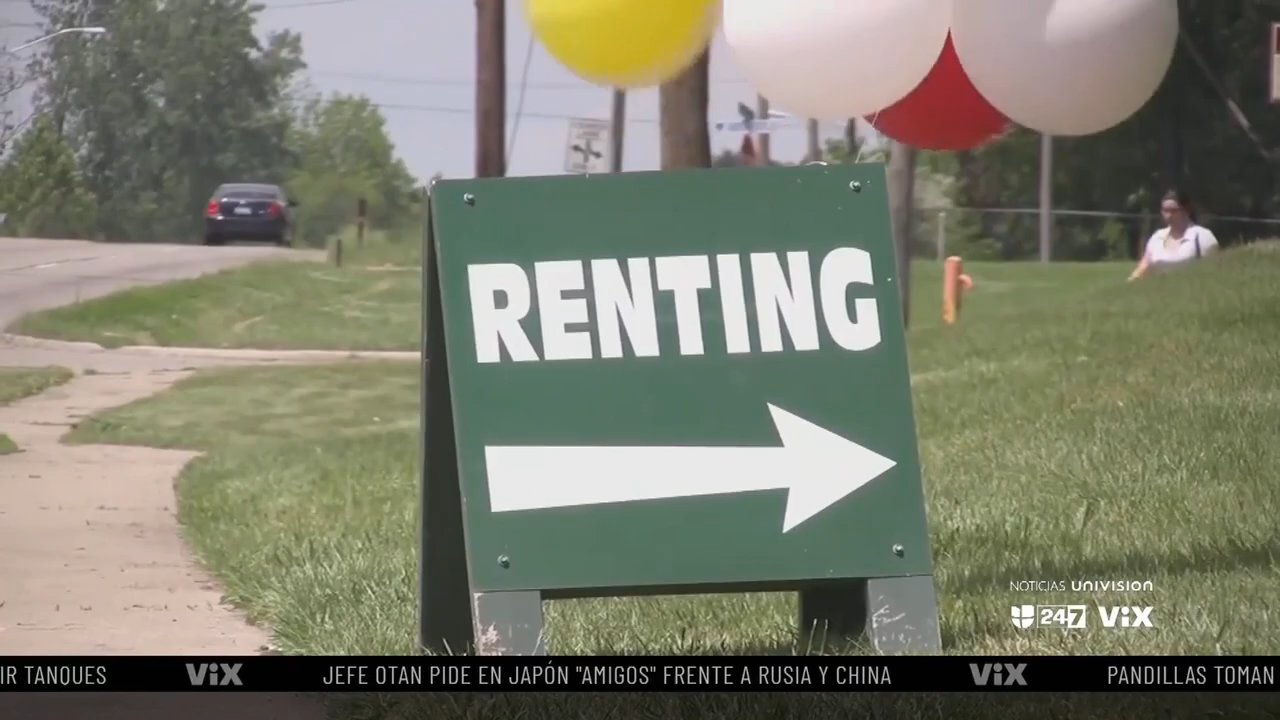 RENTING
NOTICIAS UNIVISION
24/7 ViX
IR TANQUES ViX JEFE OTAN PIDE EN JAPÓN "AMIGOS" FRENTE A RUSIA Y CHINA ViX PANDILLAS TOMAN